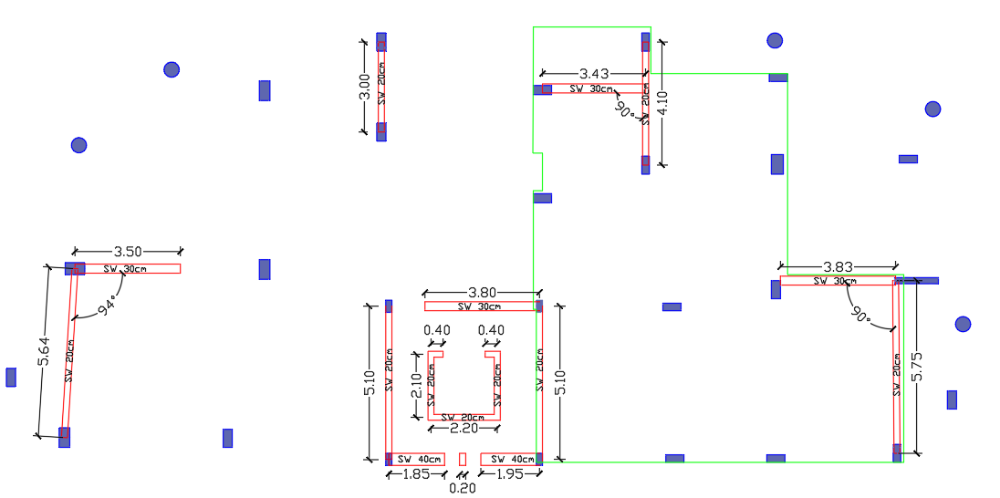 3.00
SW 20cm
3.43
SW 30cm
90°
SW 20cm
4.10
3.50
SW 30cm
94°
5.64
SW 20cm
3.83
SW 30cm
90°
SW 20cm
5.75
3.80
SW 30cm
0.40
0.40
5.10
SW 20cm
2.10
SW 20cm
SW 20cm
SW 20cm
5.10
SW 20cm
2.20
SW 40cm
SW 40cm
1.85
1.95
0.20